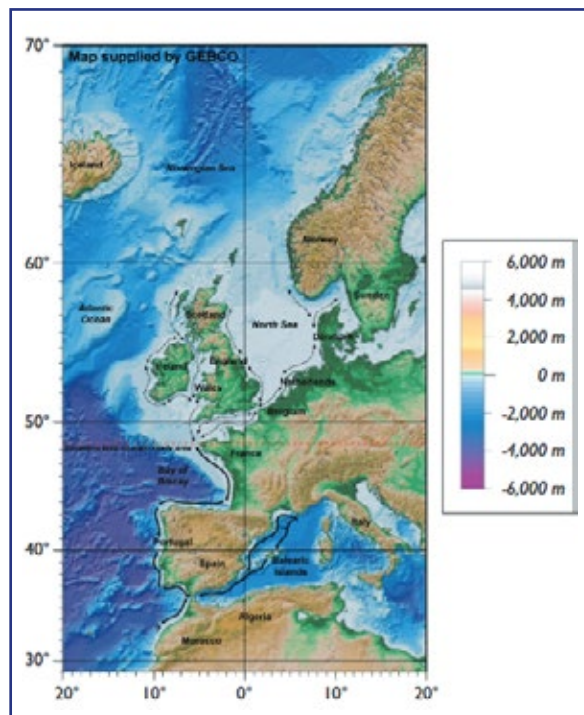 70°
Map supplied by GEBCO
Iceland
Norwegian Sea
Norway
60°
6,000 m
4,000 m
2,000 m
0 m
-2,000 m
-4,000 m
-6,000 m
Sweden
Atlantic
Ocean
Scotland
North Sea
Denmark
England
Ireland
Wales
Netherlands
Belgium
50°
France
Bay of
Biscay
Italy
Portugal
40°
Spain
Balearic
Islands
Algeria
Morocco
30°
20° 10° 0° 10° 20°